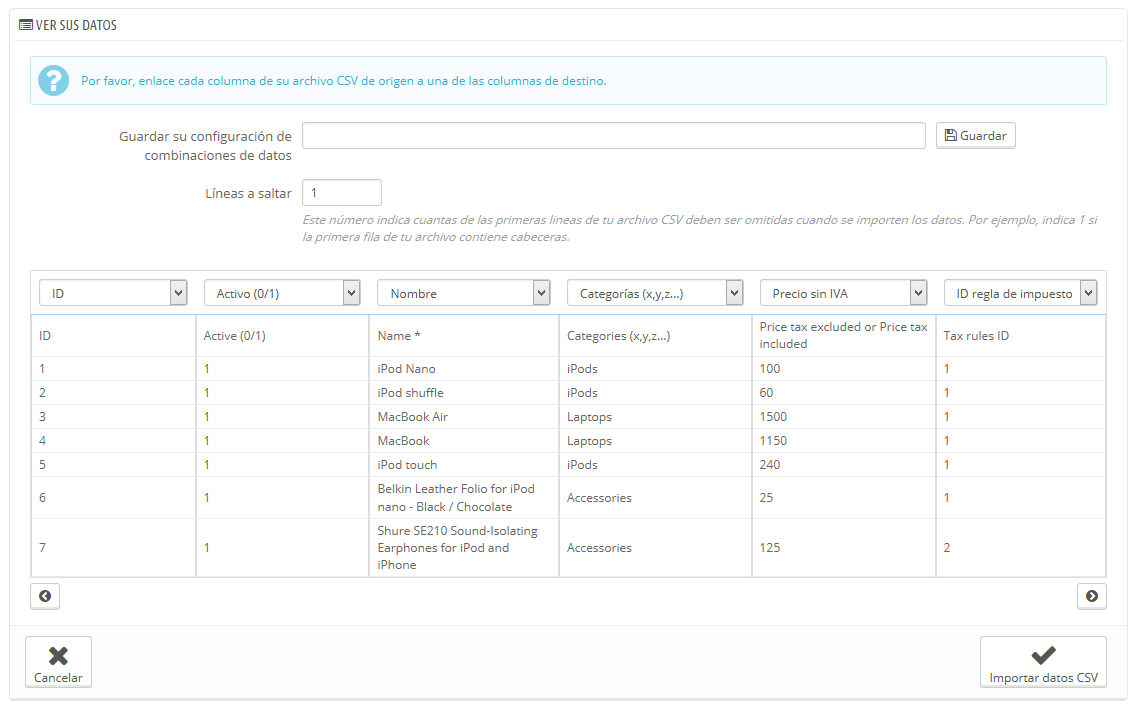 VER SUS DATOS
?
Por favor, enlace cada columna de su archivo CSV de origen a una de las columnas de destino.
Guardar su configuración de
combinaciones de datos
Guardar
Líneas a saltar
1
Este número indica cuantas de las primeras lineas de tu archivo CSV deben ser omitidas cuando se importen los datos. Por ejemplo, indica 1 si
la primera fila de tu archivo contiene cabeceras.
ID Activo (0/1) Nombre Categorías (x,y,z...) Precio sin IVA ID regla de impuesto
ID Active (0/1) Name * Categories (x,y,z...) Price tax excluded or Price tax
included Tax rules ID
1 1 iPod Nano iPods 100 1
2 1 iPod shuffle iPods 60 1
3 1 MacBook Air Laptops 1500 1
4 1 MacBook Laptops 1150 1
5 1 iPod touch iPods 240 1
6 1 Belkin Leather Folio for iPod
nano - Black / Chocolate Accessories 25 1
7 1 Shure SE210 Sound-Isolating
Earphones for iPod and
iPhone Accessories 125 2
Cancelar
Importar datos CSV